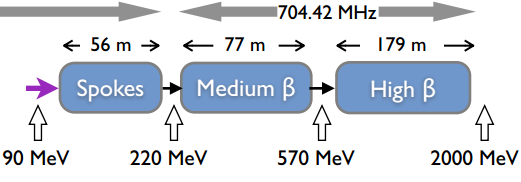 704.42 MHz
56 m 77 m 179 m
Spokes Medium β High β
90 MeV 220 MeV 570 MeV 2000 MeV